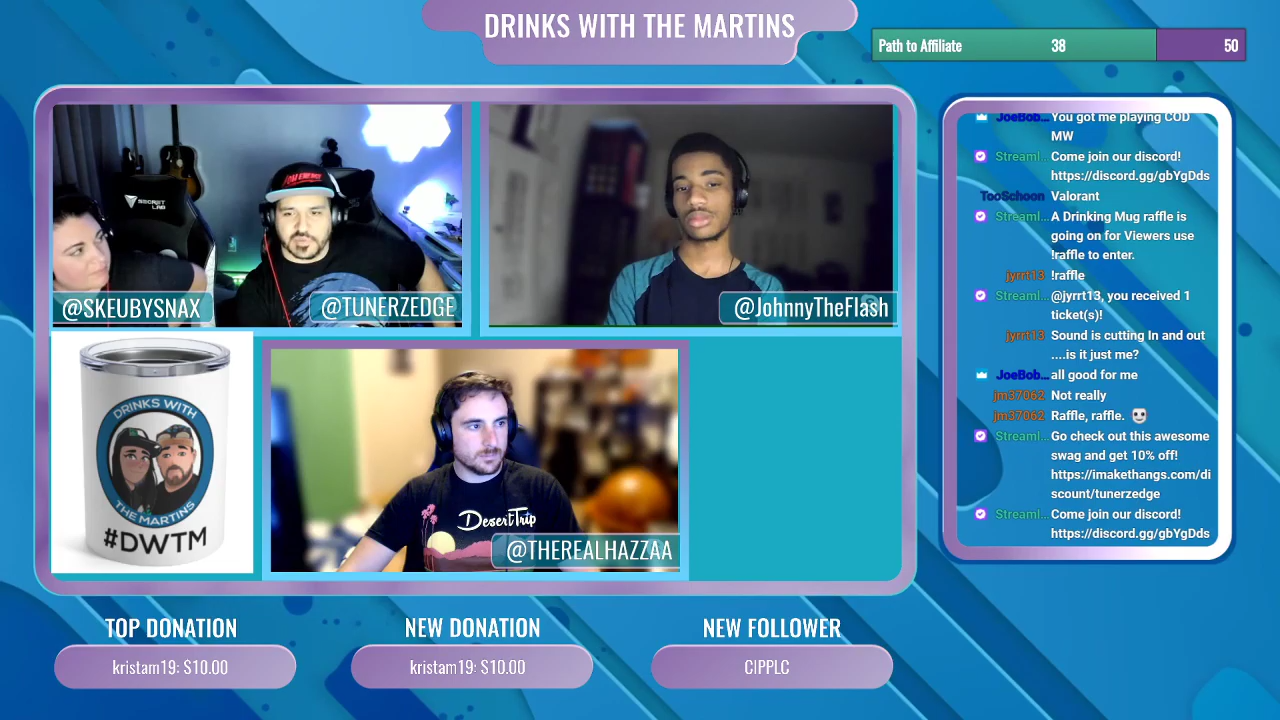 DRINKS WITH THE MARTINS
Path to Affiliate 38 50
SECRET
LAB
@SKEUBYSNAX
@TUNERZEDGE
@JohnnyTheFlash
DRINKS WITH
THE MARTINS
#DWTM
Desert Trip
@THEREALHAZZAA
JoeBob... You got me playing COD
MW
Streaml... Come join our discord!
https://discord.gg/gbYgDds
TooSchoon Valorant
Streaml... A Drinking Mug raffle is
going on for Viewers use
!raffle to enter.
jyrrt13 !raffle
Streaml... @jyrrt13, you received 1
ticket(s)!
jyrrt13 Sound is cutting In and out
....is it just me?
JoeBob... all good for me
jm37062 Not really
jm37062 Raffle, raffle.
Streaml... Go check out this awesome
swag and get 10% off!
https://imakethangs.com/di
scount/tunerzedge
Streaml... Come join our discord!
https://discord.gg/gbYgDds
TOP DONATION
kristam19: $10.00
NEW DONATION
kristam19: $10.00
NEW FOLLOWER
CIPPLC